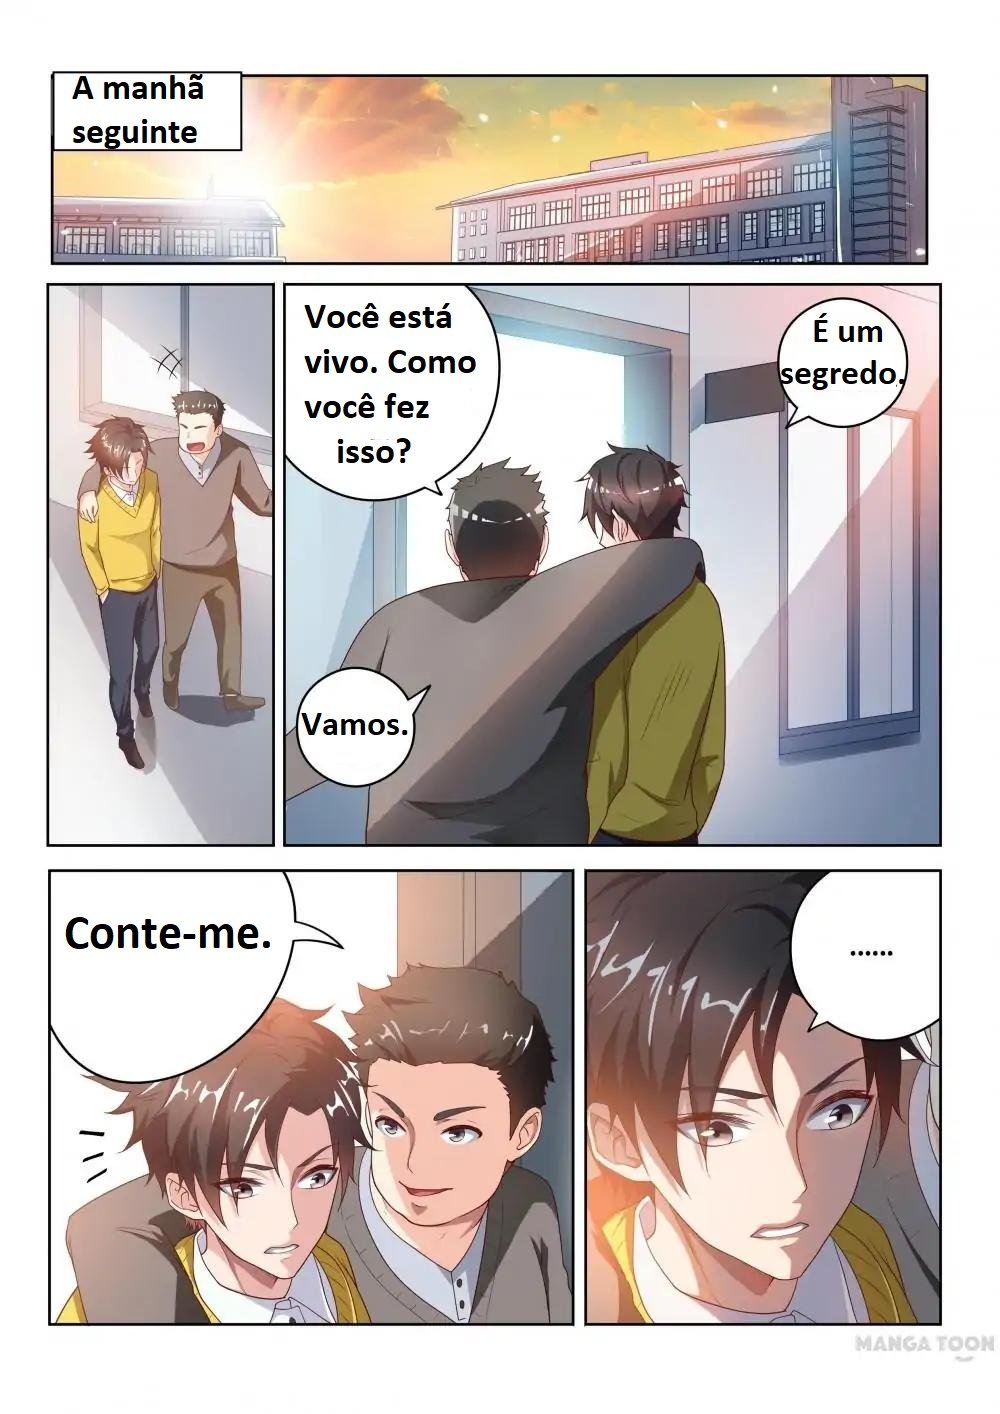 A manhã
seguinte
Você está
vivo. Como
você fez
isso?
É um
segredo.
Vamos.
Conte-me.
......
MANGA TOON